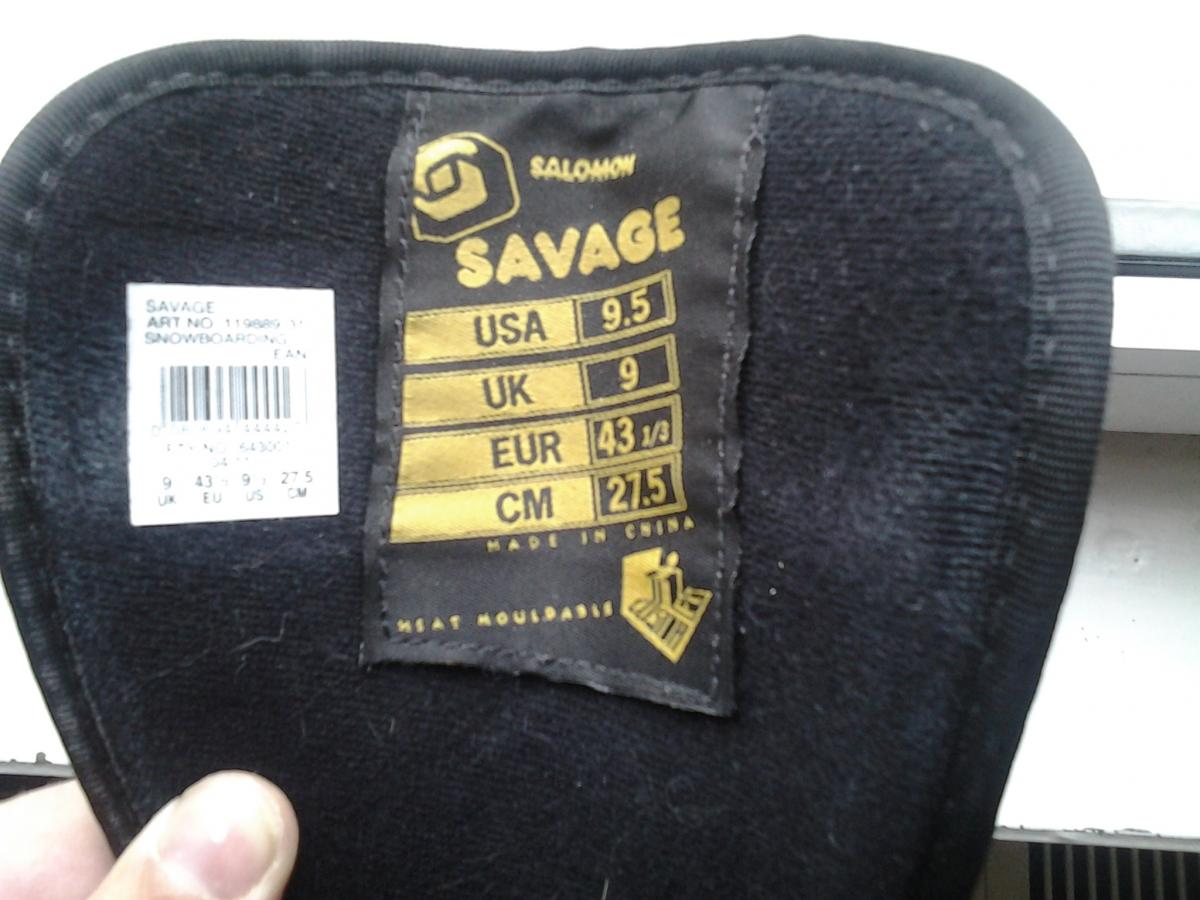 SALOMON
SAVAGE
USA 9.5
UK 9
EUR 43 1/3
CM 27.5
MADE IN CHINA
HEAT MOULDABLE
SAVAGE
ART NO 119889
SNOWBOARDING
EAN
9 43 9 27.5
UK EU US CM